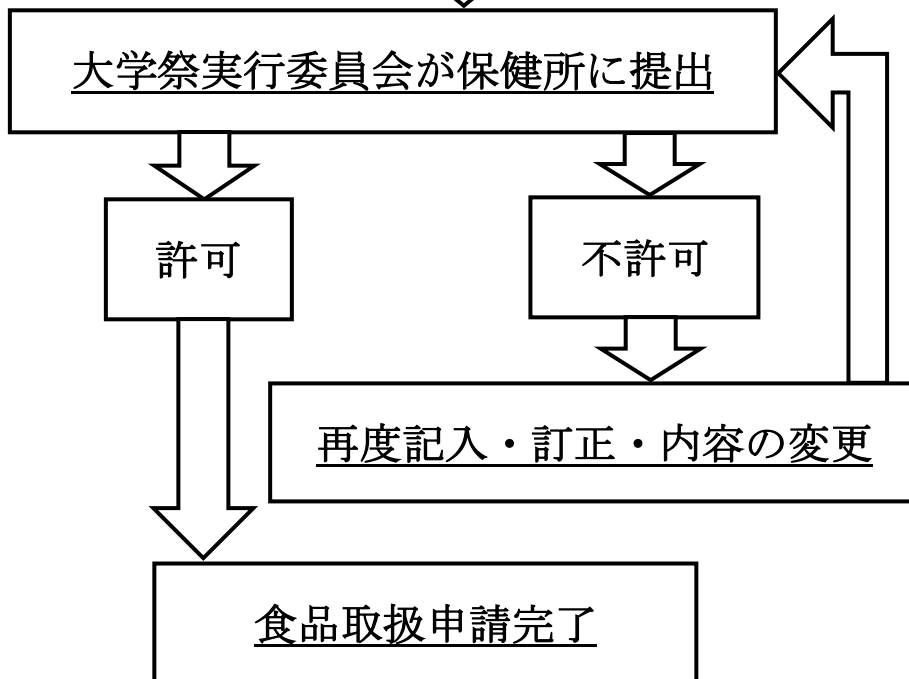 大学祭実行委員会が保健所に提出
許可
不許可
再度記入・訂正・内容の変更
食品取扱申請完了